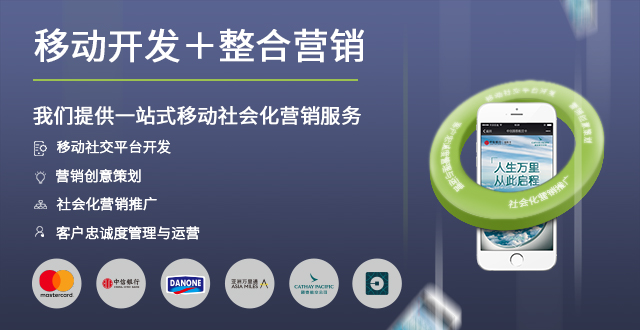 移动开发＋整合营销
我们提供一站式移动社会化营销服务
移动社交平台开发
营销创意策划
社会化营销推广
客户忠诚度管理与运营
mastercard
中信银行
CHINA CITIC BANK
DANONE
亚洲万里通
ASIA MILES
CATHAY PACIFIC
國泰航空公司
人生万里
从此启程
社会化营销推广